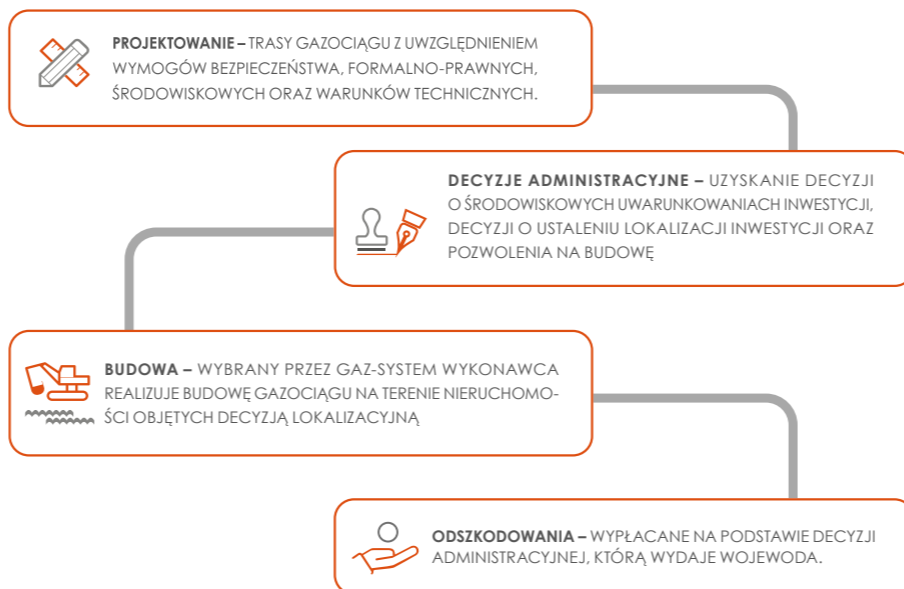 PROJEKTOWANIE – TRASY GAZOCIĄGU Z UWZGLĘDNIENIEM
WYMOGÓW BEZPIECZEŃSTWA, FORMALNO-PRAWNYCH,
ŚRODOWISKOWYCH ORAZ WARUNKÓW TECHNICZNYCH.
DECYZJE ADMINISTRACYJNE – UZYSKANIE DECYZJI
O ŚRODOWISKOWYCH UWARUNKOWANIACH INWESTYCJI,
DECYZJI O USTALENIU LOKALIZACJI INWESTYCJI ORAZ
POZWOLENIA NA BUDOWĘ
BUDOWA – WYBRANY PRZEZ GAZ-SYSTEM WYKONAWCA
REALIZUJE BUDOWĘ GAZOCIĄGU NA TERENIE NIERUCHOMO-
ŚCI OBJĘTYCH DECYZJĄ LOKALIZACYJNĄ
ODSZKODOWANIA – WYPŁACANE NA PODSTAWIE DECYZJI
ADMINISTRACYJNEJ, KTÓRĄ WYDAJE WOJEWODA.